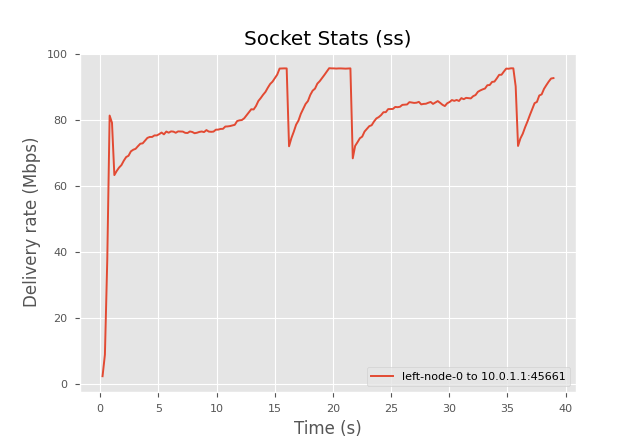 Socket Stats (ss)
Delivery rate (Mbps)
100
80
60
40
20
0
left-node-0 to 10.0.1.1:45661
0 5 10 15 20 25 30 35 40
Time (s)